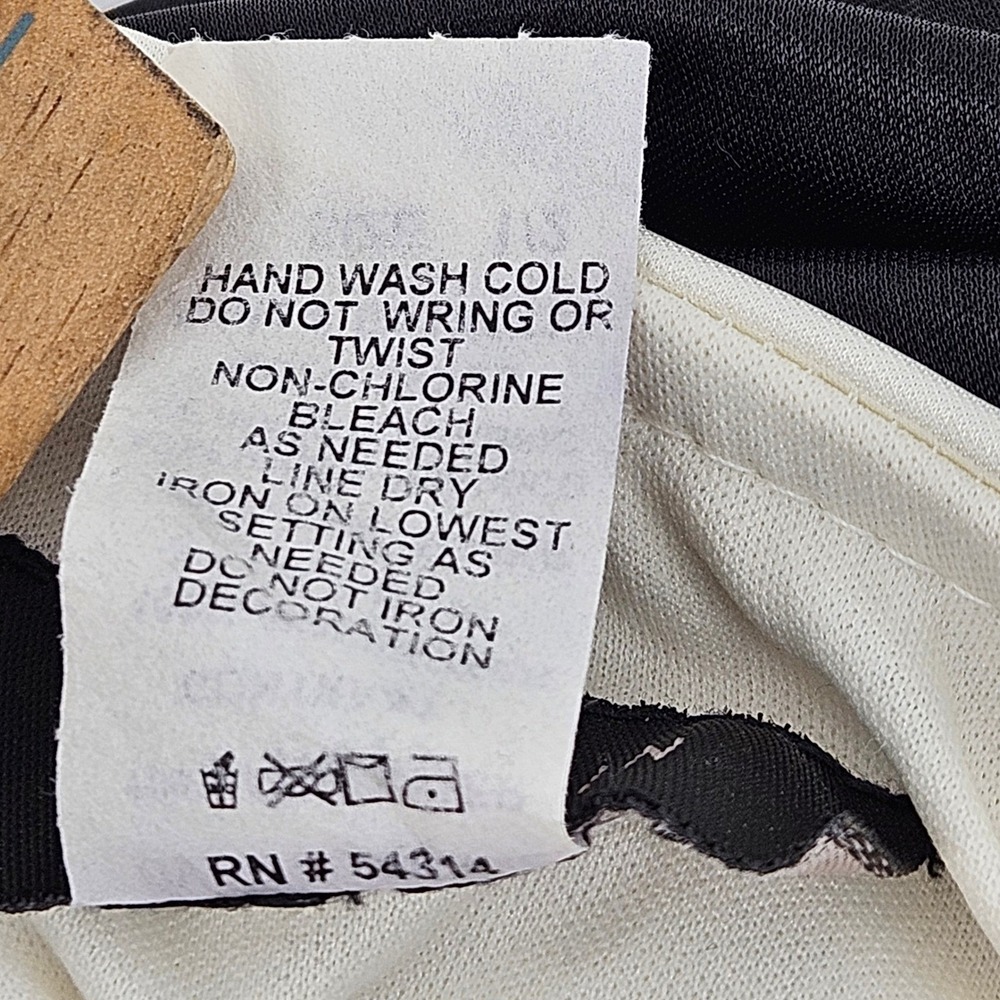 HAND WASH COLD
DO NOT WRING OR
TWIST
NON-CHLORINE
BLEACH
AS NEEDED
LINE DRY
IRON ON LOWEST
SETTING AS
NEEDED
DO NOT IRON
DECORATION
RN # 54314